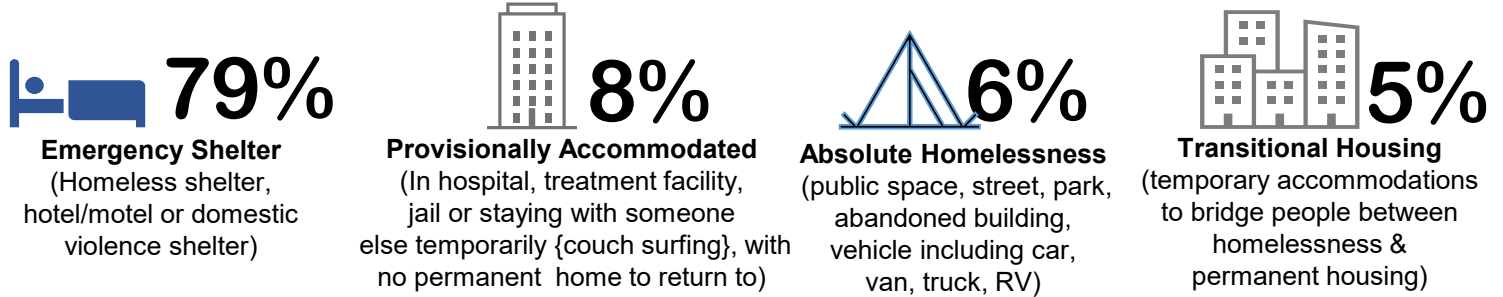 79%
Emergency Shelter
(Homeless shelter,
hotel/motel or domestic
violence shelter)
8%
Provisionally Accommodated
(In hospital, treatment facility,
jail or staying with someone
else temporarily {couch surfing}, with
no permanent home to return to)
6%
Absolute Homelessness
(public space, street, park,
abandoned building,
vehicle including car,
van, truck, RV)
5%
Transitional Housing
(temporary accommodations
to bridge people between
homelessness &
permanent housing)